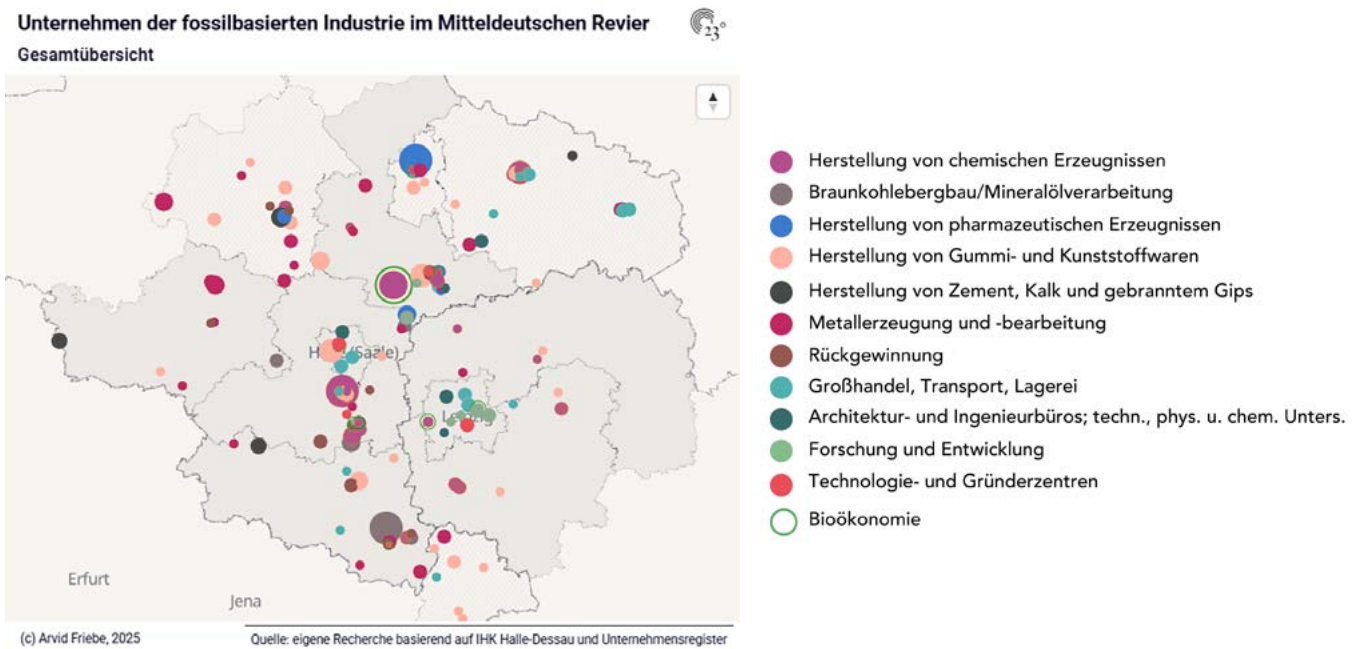 Unternehmen der fossilbasierten Industrie im Mitteldeutschen Revier
23°
Gesamtübersicht
Herstellung von chemischen Erzeugnissen
Braunkohlebergbau/Mineralölverarbeitung
Herstellung von pharmazeutischen Erzeugnissen
Herstellung von Gummi- und Kunststoffwaren
Herstellung von Zement, Kalk und gebranntem Gips
Metallerzeugung und -bearbeitung
Rückgewinnung
Großhandel, Transport, Lagerei
Architektur- und Ingenieurbüros; techn., phys. u. chem. Unters.
Forschung und Entwicklung
Technologie- und Gründerzentren
Bioökonomie
(Saale)
Erfurt
Jena
(c) Arvid Friebe, 2025
Quelle: eigene Recherche basierend auf IHK Halle-Dessau und Unternehmensregister